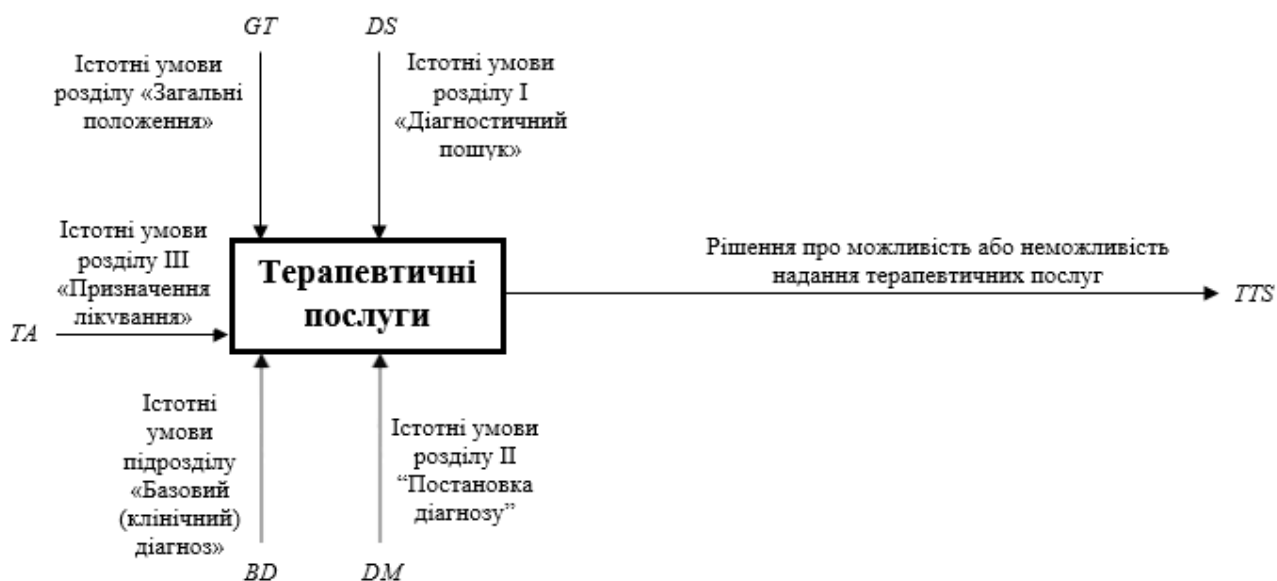 GT
DS
Істотні умови
розділу «Загальні
положення»
Істотні умови
розділу І
«Діагностичний
пошук»
Істотні умови
розділу ІІІ
«Призначення
лікування»
TA
Терапевтичні
послуги
Рішення про можливість або неможливість
надання терапевтичних послуг
TTS
Істотні
умови
підрозділу
«Базовий
(клінічний)
діагноз»
Істотні умови
розділу ІІ
“Постановка
діагнозу”
BD
DM